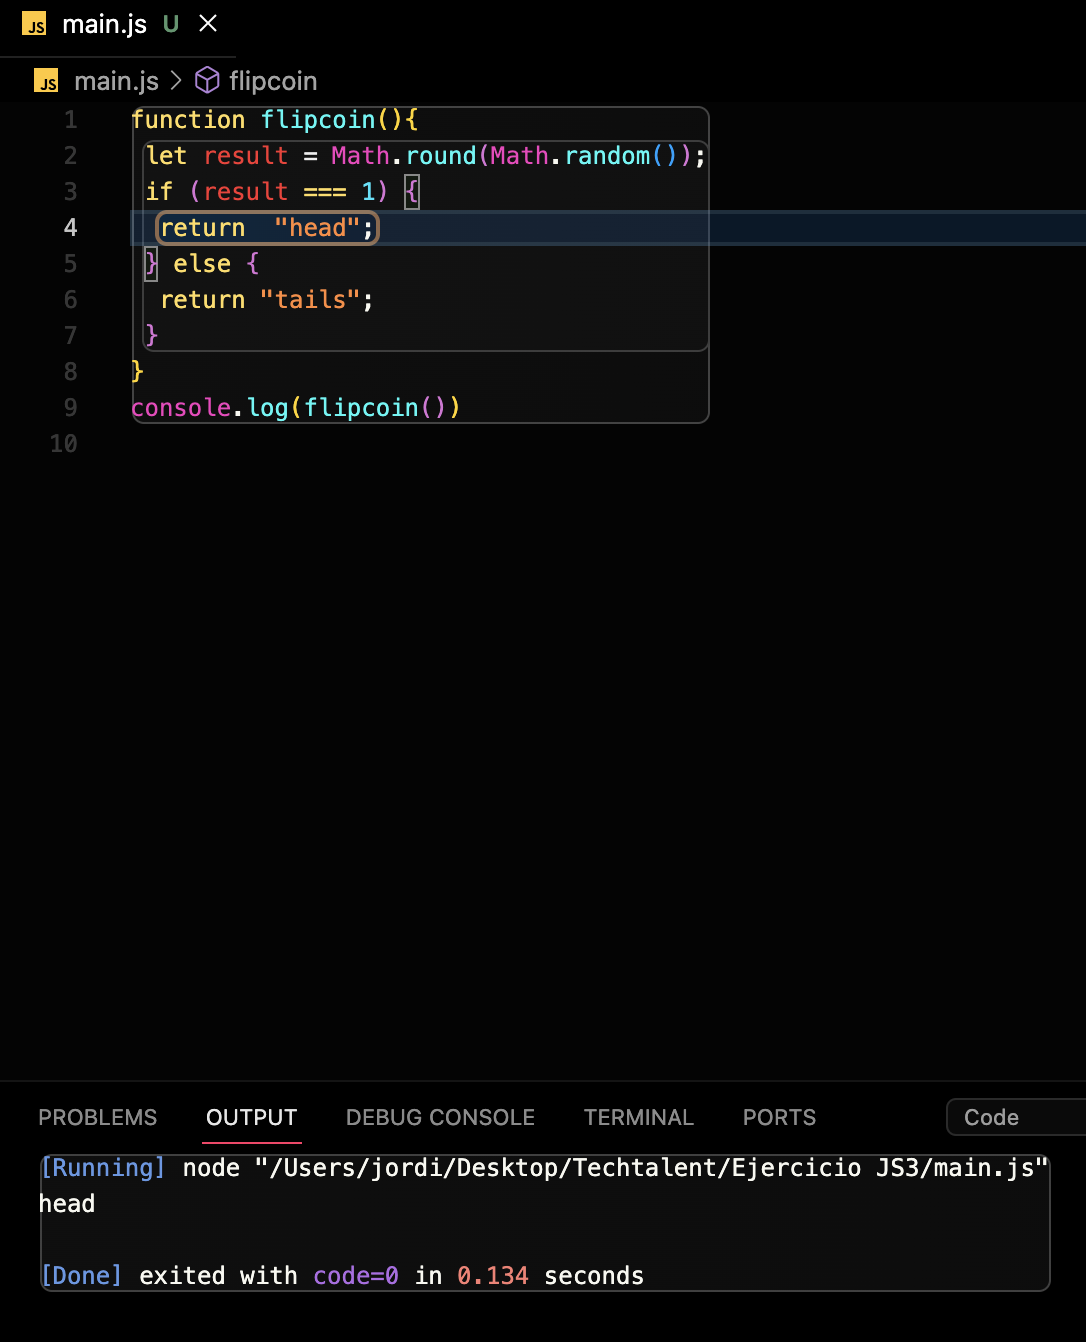 JS main.js U
JS main.js > flipcoin
1 function flipcoin(){
2 let result = Math.round(Math.random());
3 if (result === 1) {
4 return  "head";
5 } else {
6 return "tails";
7 }
8 }
9 console.log(flipcoin())
10
PROBLEMS OUTPUT DEBUG CONSOLE TERMINAL PORTS Code
[Running] node "/Users/jordi/Desktop/Techtalent/Ejercicio JS3/main.js"
head
[Done] exited with code=0 in 0.134 seconds